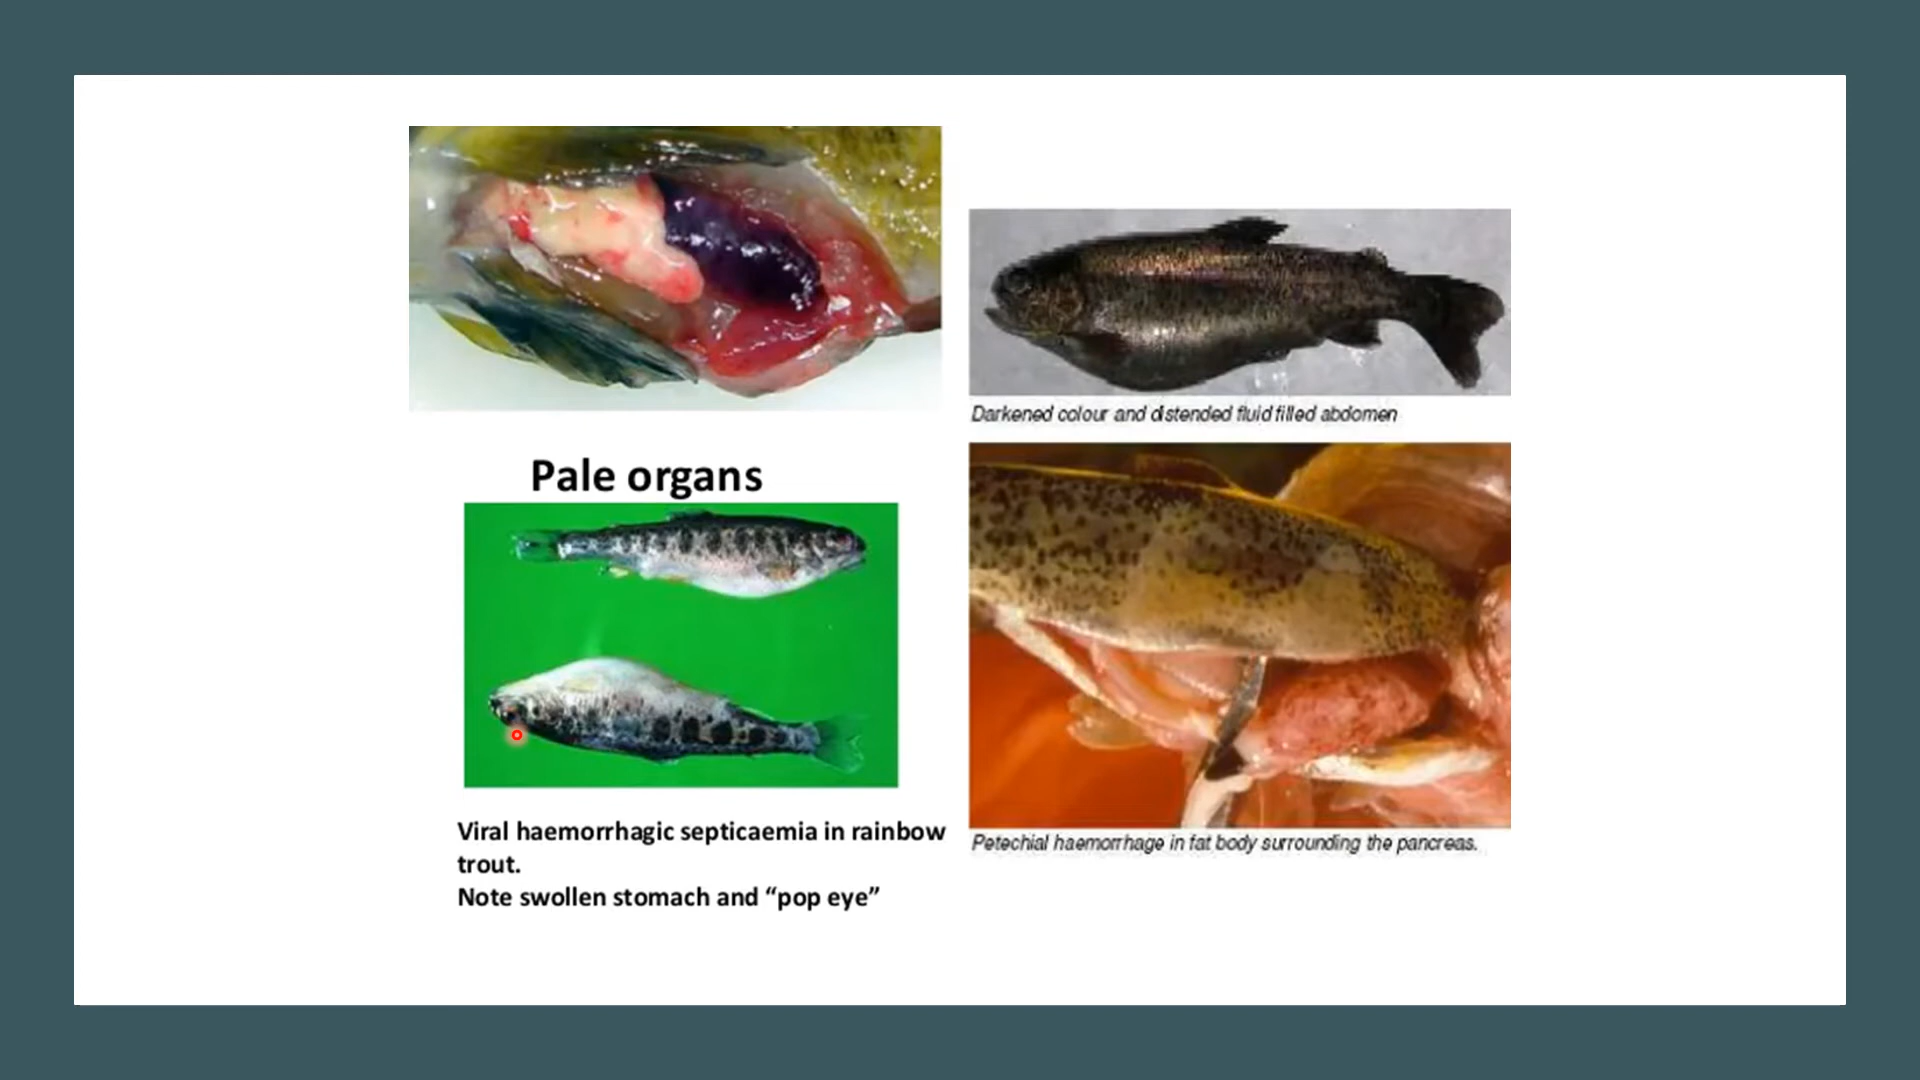 Pale organs
Viral haemorrhagic septicaemia in rainbow
trout.
Note swollen stomach and “pop eye”
Darkened colour and distended fluid filled abdomen
Petechial haemorrhage in fat body surrounding the pancreas.